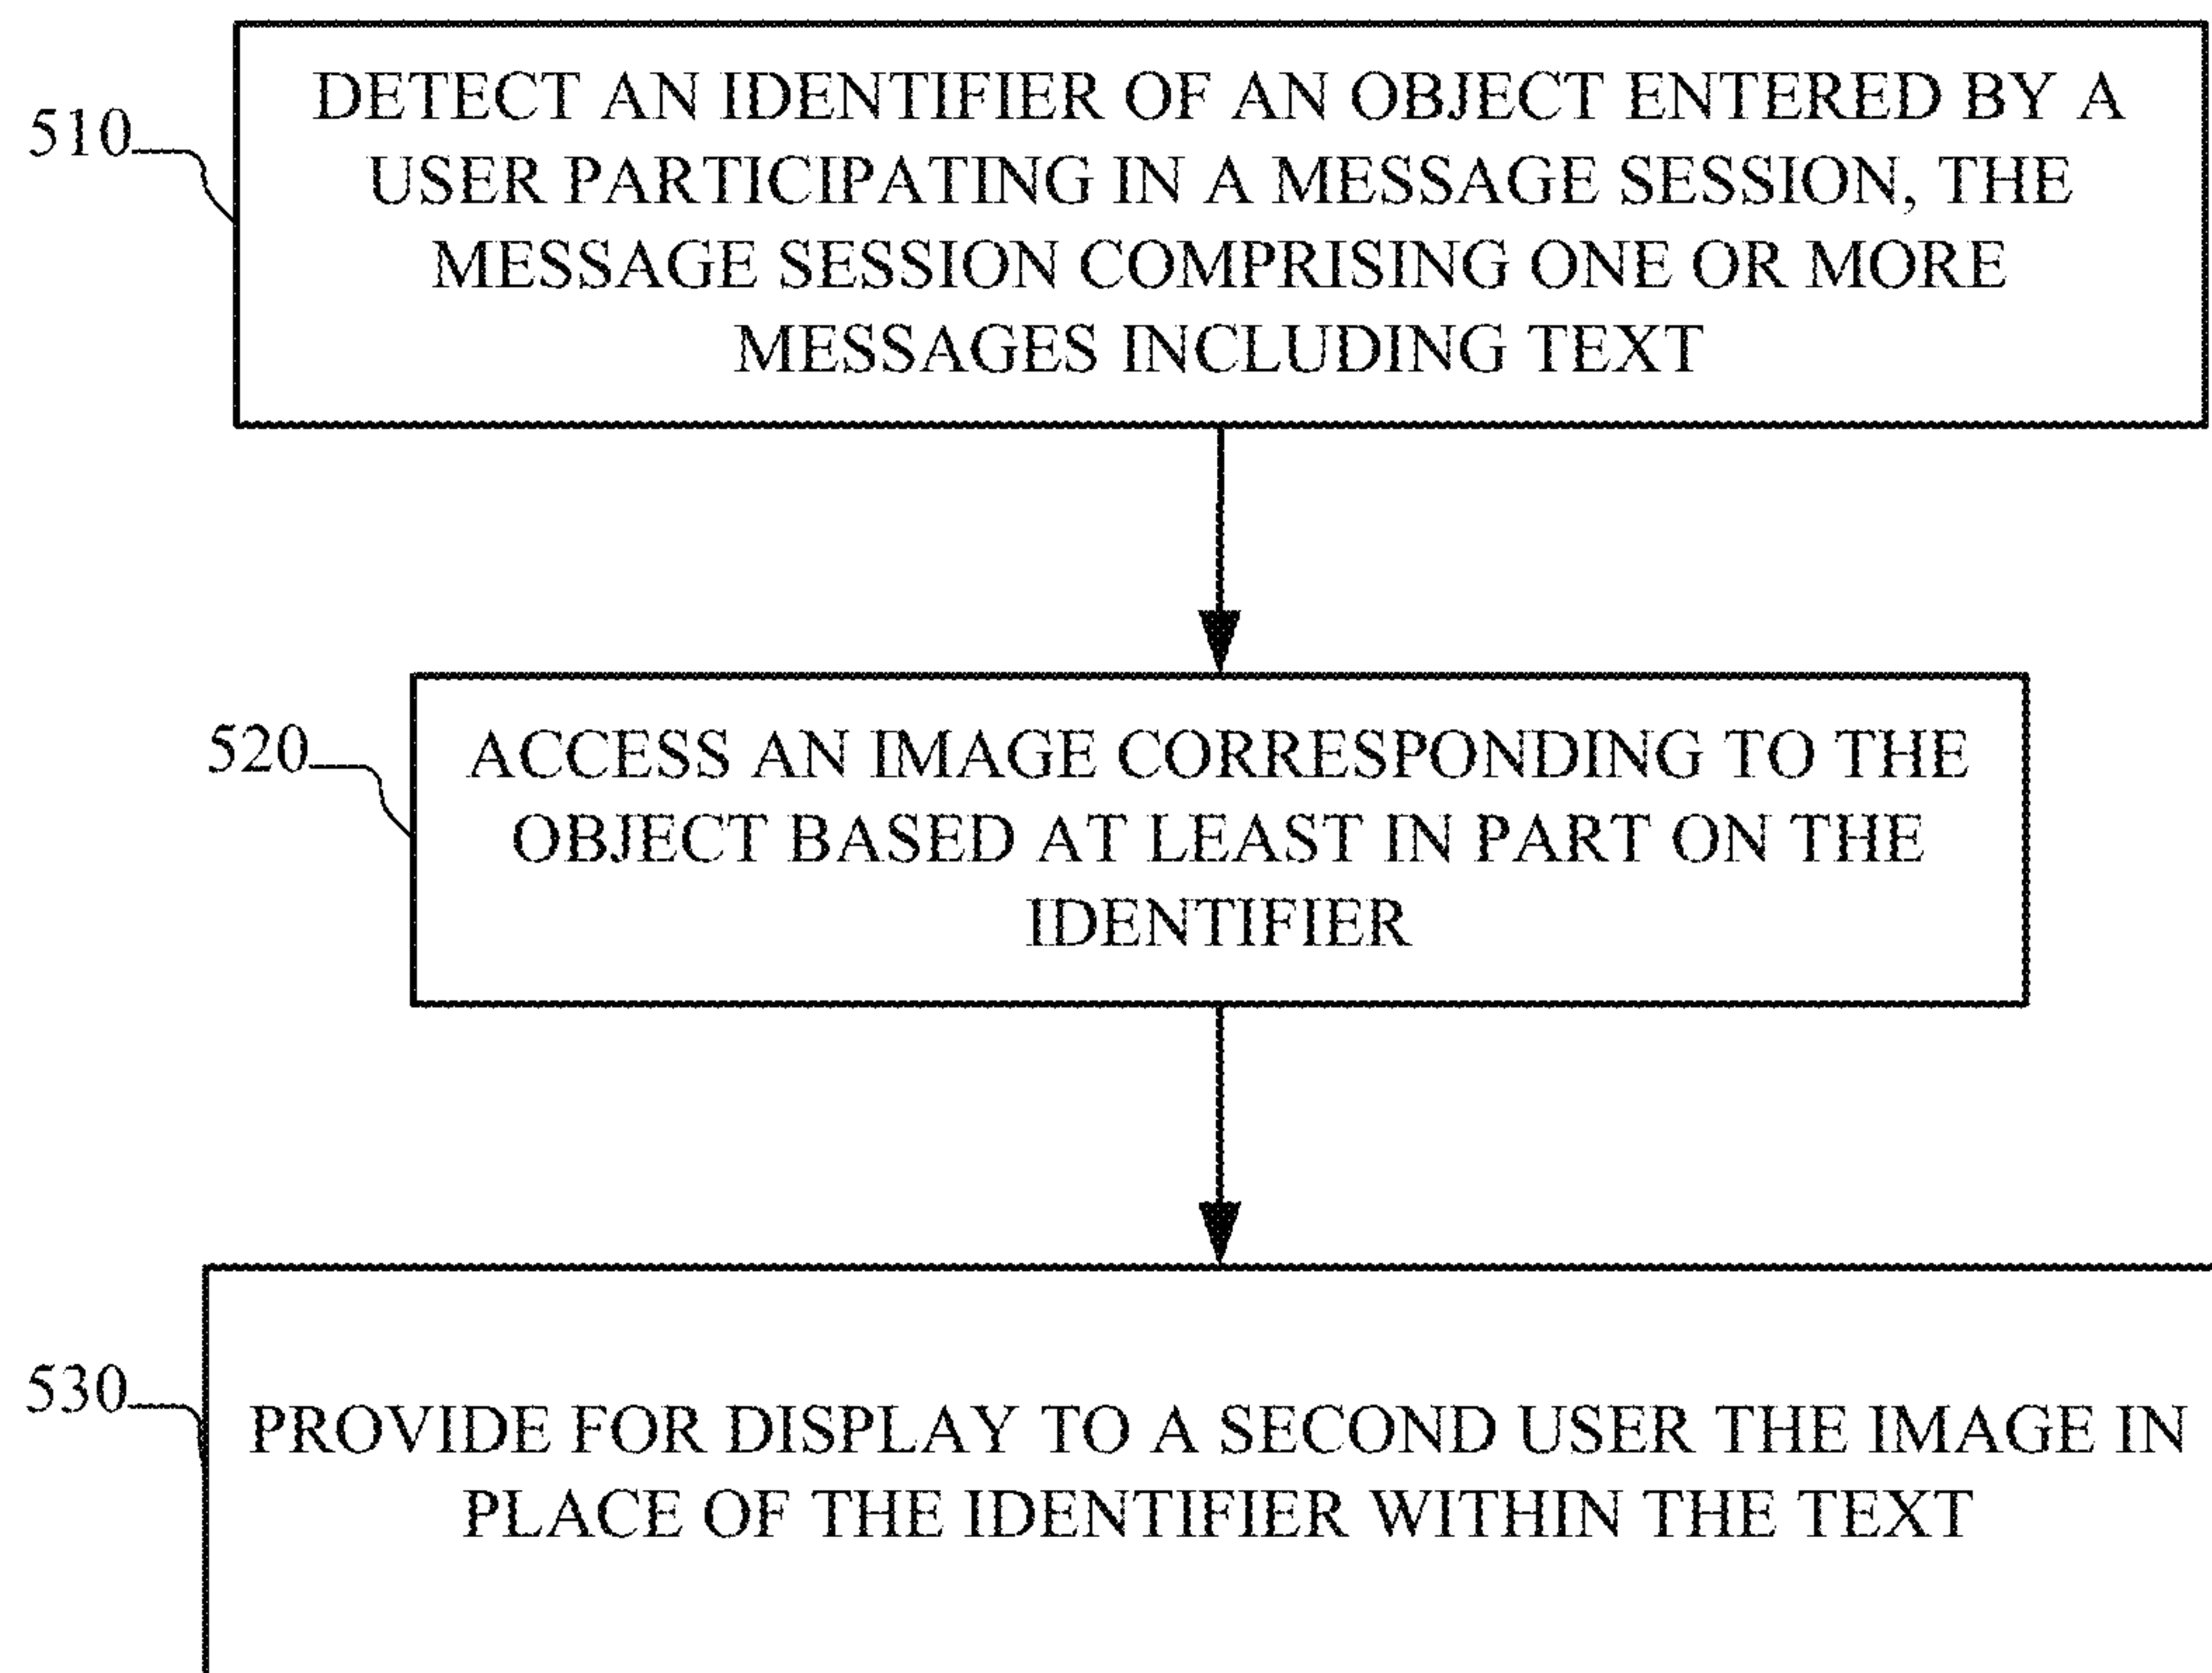 510
DETECT AN IDENTIFIER OF AN OBJECT ENTERED BY A
USER PARTICIPATING IN A MESSAGE SESSION, THE
MESSAGE SESSION COMPRISING ONE OR MORE
MESSAGES INCLUDING TEXT
520
ACCESS AN IMAGE CORRESPONDING TO THE
OBJECT BASED AT LEAST IN PART ON THE
IDENTIFIER
530
PROVIDE FOR DISPLAY TO A SECOND USER THE IMAGE IN
PLACE OF THE IDENTIFIER WITHIN THE TEXT